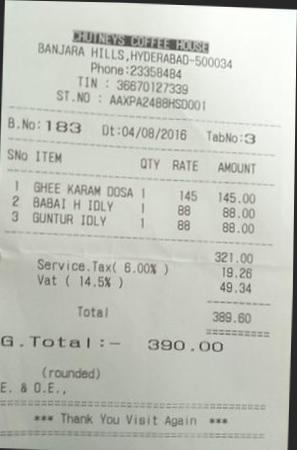 CHUTNEYS COFFEE HOUSE
BANJARA HILLS,HYDERABAD-500034
Phone:23358484
TIN : 36670127339
ST.NO : AAXPA2488HSD001
B.No:183 Dt:04/08/2016 TabNo:3
SNo ITEM QTY RATE AMOUNT
1 GHEE KARAM DOSA 1 145 145.00
2 BABAI H IDLY 1 88 88.00
3 GUNTUR IDLY 1 88 88.00
321.00
Service.Tax( 6.00% ) 19.26
Vat ( 14.5% ) 49.34
Total 389.60
G.Total:- 390.00
(rounded)
E. & O.E.,
*** Thank You Visit Again ***